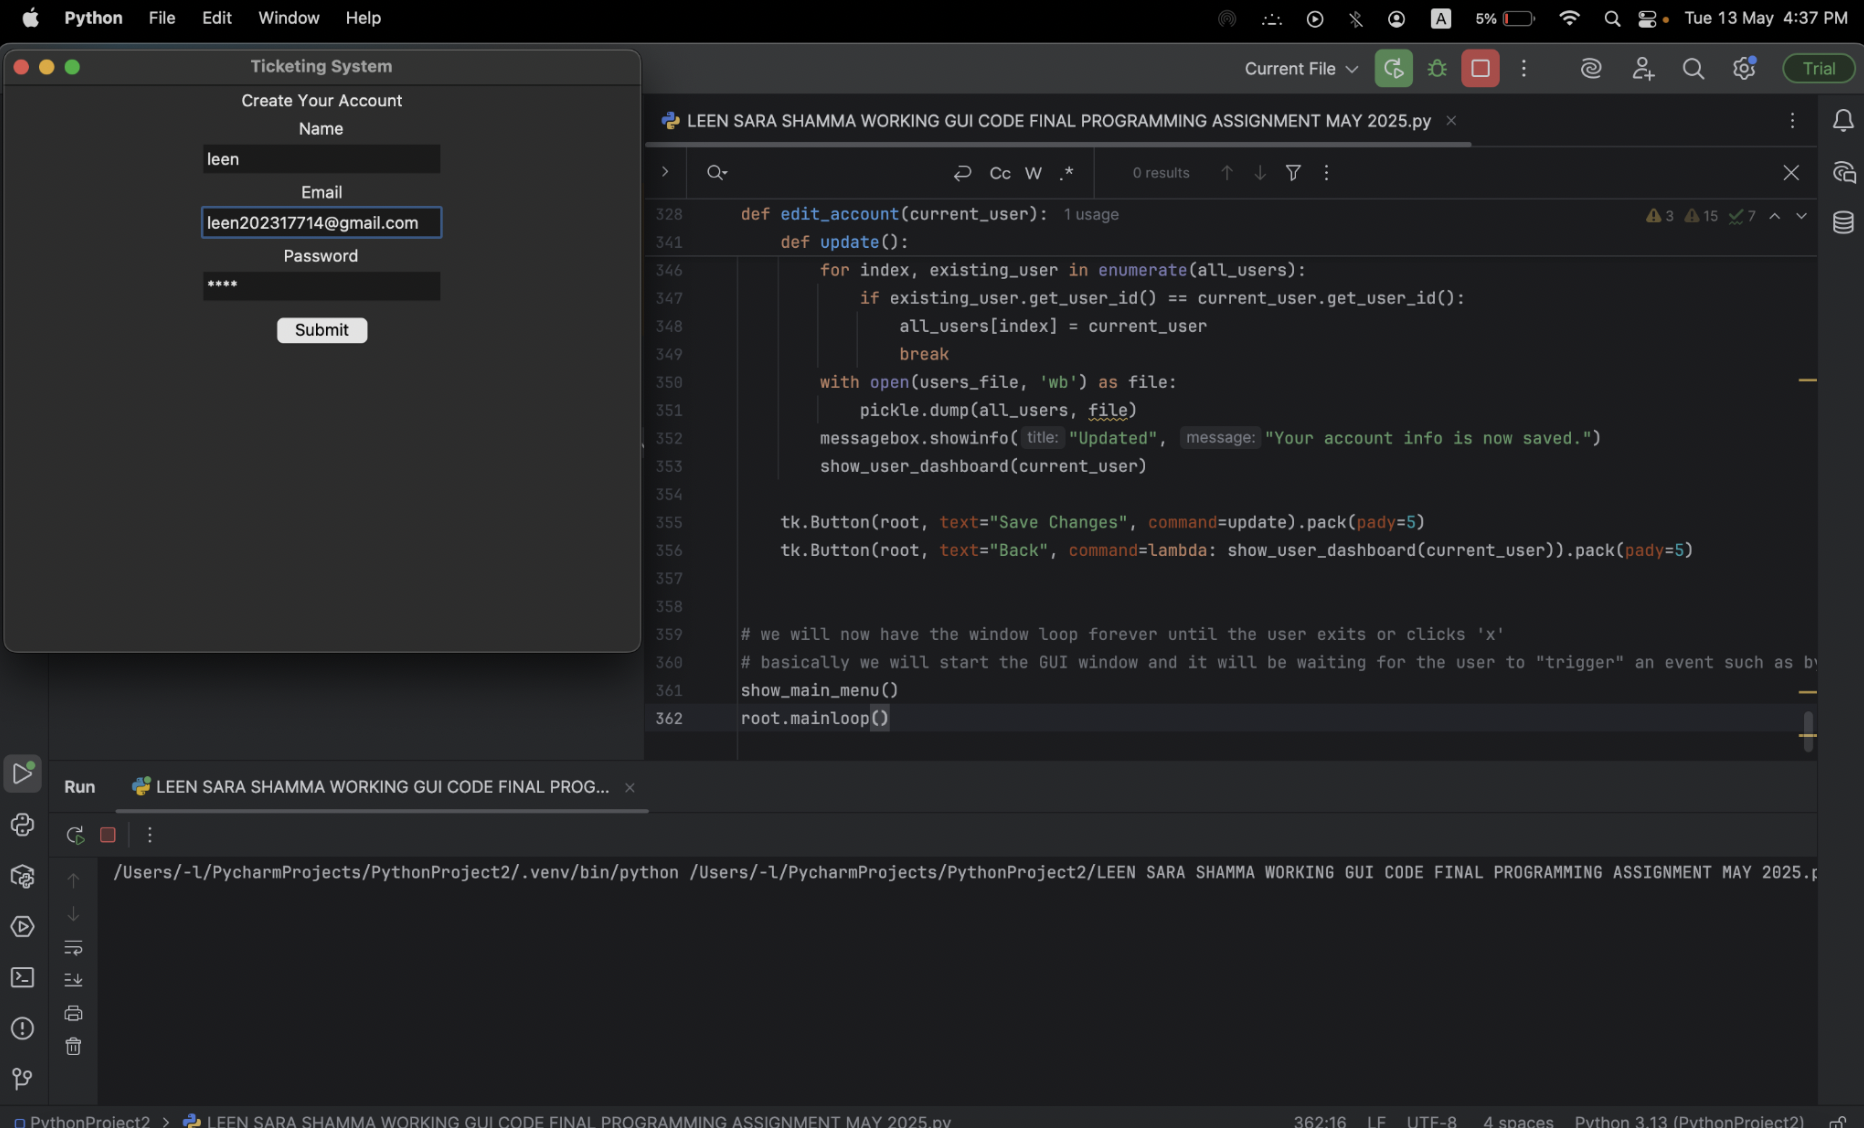 Python File Edit Window Help
A 5% Tue 13 May 4:37 PM
Ticketing System
Create Your Account
Name
leen
Email
leen202317714@gmail.com
Password
****
Submit
Current File
Trial
LEEN SARA SHAMMA WORKING GUI CODE FINAL PROGRAMMING ASSIGNMENT MAY 2025.py
Cc W .* 0 results
328 def edit_account(current_user): 1 usage
3 15 7
341 def update():
346 for index, existing_user in enumerate(all_users):
347 if existing_user.get_user_id() == current_user.get_user_id():
348 all_users[index] = current_user
349 break
350 with open(users_file, 'wb') as file:
351 pickle.dump(all_users, file)
352 messagebox.showinfo( title: "Updated", message: "Your account info is now saved.")
353 show_user_dashboard(current_user)
354
355 tk.Button(root, text="Save Changes", command=update).pack(pady=5)
356 tk.Button(root, text="Back", command=lambda: show_user_dashboard(current_user)).pack(pady=5)
357
358
359 # we will now have the window loop forever until the user exits or clicks 'x'
360 # basically we will start the GUI window and it will be waiting for the user to "trigger" an event such as by
361 show_main_menu()
362 root.mainloop()
Run LEEN SARA SHAMMA WORKING GUI CODE FINAL PROG...
/Users/-l/PycharmProjects/PythonProject2/.venv/bin/python /Users/-l/PycharmProjects/PythonProject2/LEEN SARA SHAMMA WORKING GUI CODE FINAL PROGRAMMING ASSIGNMENT MAY 2025.p
PythonProject2 > LEEN SARA SHAMMA WORKING GUI CODE FINAL PROGRAMMING ASSIGNMENT MAY 2025.py
362:16 LF UTF-8 4 spaces Python 3.13 (PythonProject2)